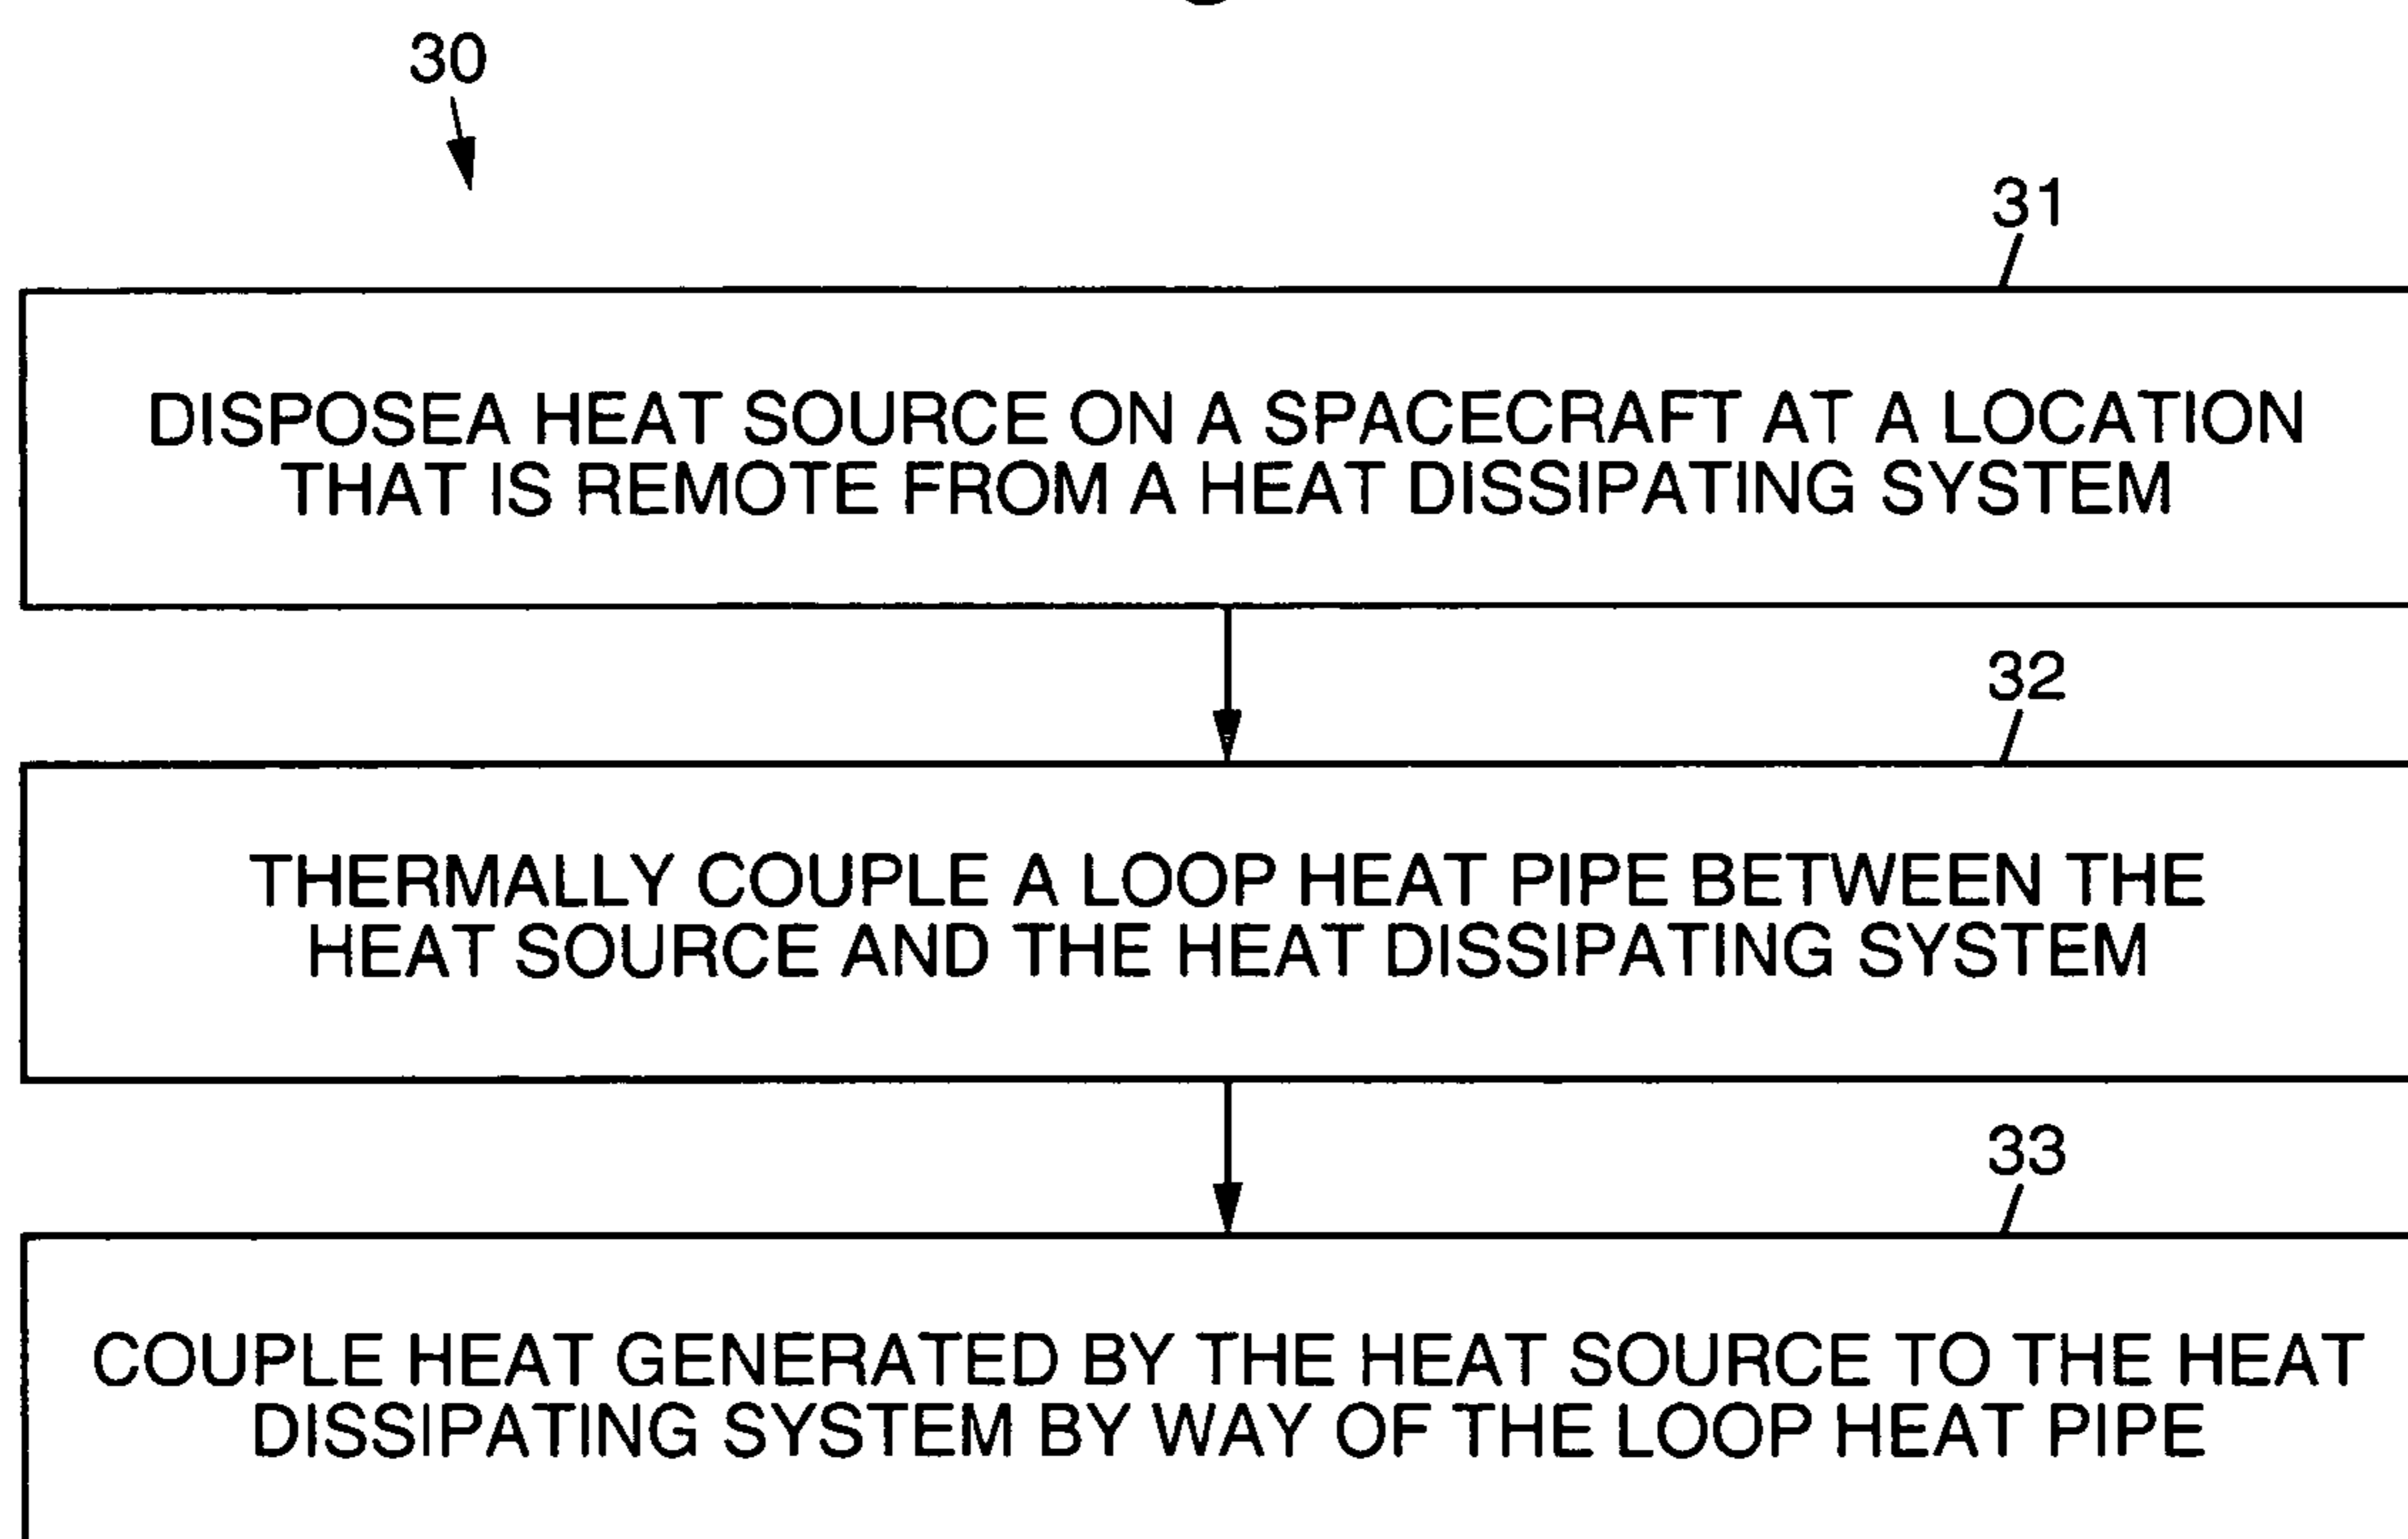 30
31
DISPOSEA HEAT SOURCE ON A SPACECRAFT AT A LOCATION
THAT IS REMOTE FROM A HEAT DISSIPATING SYSTEM
32
THERMALLY COUPLE A LOOP HEAT PIPE BETWEEN THE
HEAT SOURCE AND THE HEAT DISSIPATING SYSTEM
33
COUPLE HEAT GENERATED BY THE HEAT SOURCE TO THE HEAT
DISSIPATING SYSTEM BY WAY OF THE LOOP HEAT PIPE